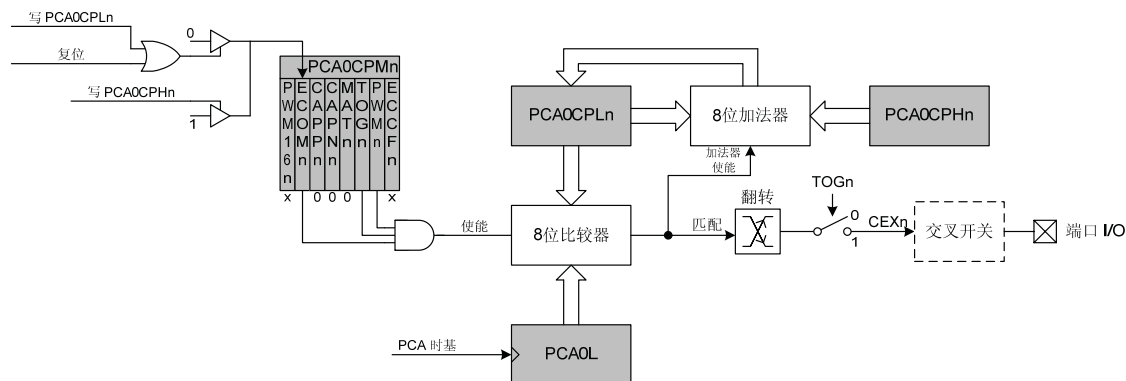 写 PCA0CPLn
复位
写 PCA0CPHn
0
1
PCA0CPMn
PWM16n
ECOMn
CAPPn
CAPNn
MATn
TOGn
PWMn
ECCFn
x
0 0 0
x
使能
PCA0CPLn
8位加法器
PCA0CPHn
加法器
使能
8位比较器
匹配
翻转
TOGn
0
1
CEXn
交叉开关
端口 I/O
PCA 时基
PCA0L